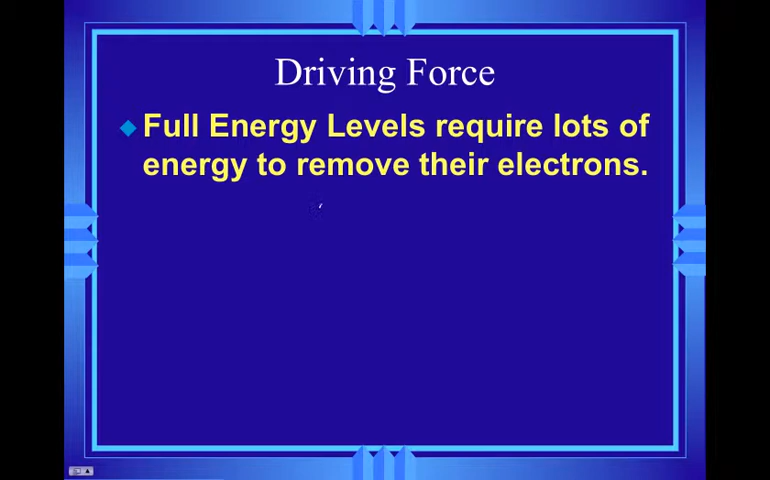 Driving Force
Full Energy Levels require lots of
energy to remove their electrons.